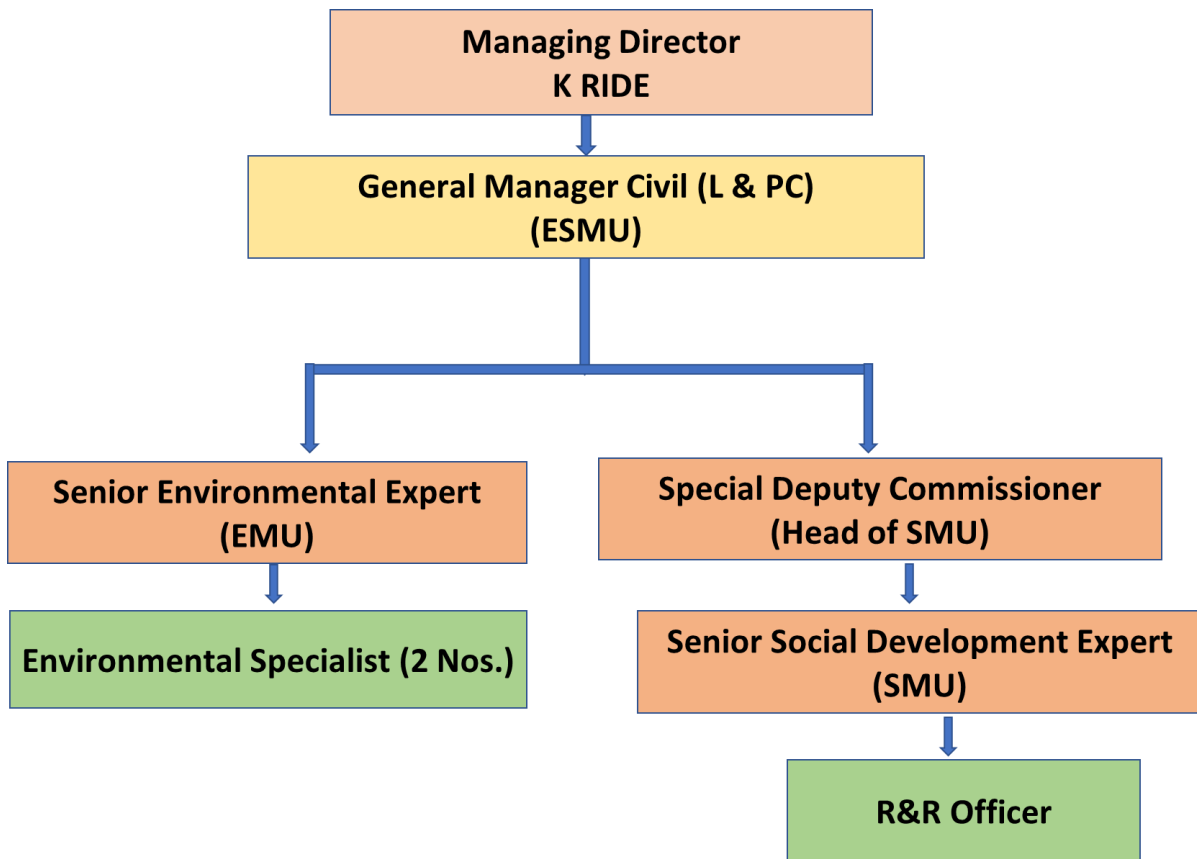 Managing Director
K RIDE
General Manager Civil (L & PC)
(ESMU)
Senior Environmental Expert
(EMU)
Special Deputy Commissioner
(Head of SMU)
Environmental Specialist (2 Nos.)
Senior Social Development Expert
(SMU)
R&R Officer